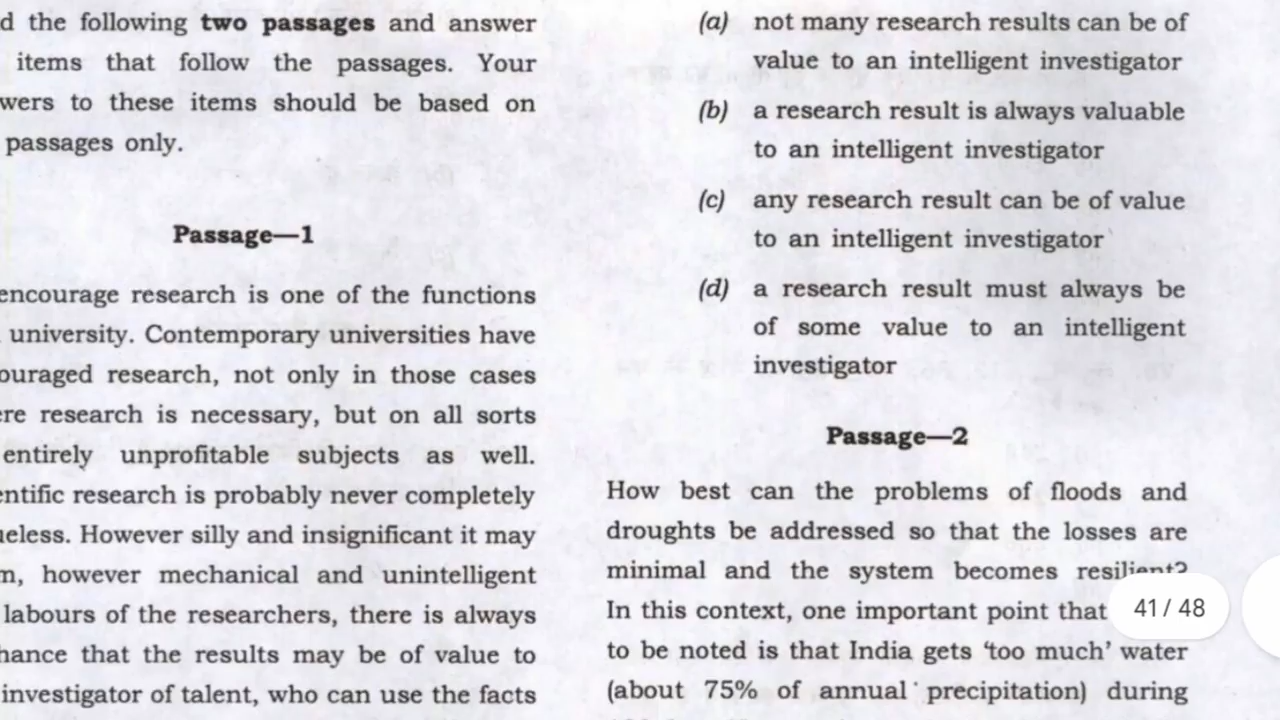 d the following two passages and answer
items that follow the passages. Your
wers to these items should be based on
passages only.
Passage—1
encourage research is one of the functions
university. Contemporary universities have
ouraged research, not only in those cases
ere research is necessary, but on all sorts
entirely unprofitable subjects as well.
entific research is probably never completely
eless. However silly and insignificant it may
m, however mechanical and unintelligent
labours of the researchers, there is always
hance that the results may be of value to
investigator of talent, who can use the facts
(a) not many research results can be of
value to an intelligent investigator
(b) a research result is always valuable
to an intelligent investigator
(c) any research result can be of value
to an intelligent investigator
(d) a research result must always be
of some value to an intelligent
investigator
Passage—2
How best can the problems of floods and
droughts be addressed so that the losses are
minimal and the system becomes resilient?
In this context, one important point that
to be noted is that India gets 'too much' water
(about 75% of annual precipitation) during
41 / 48